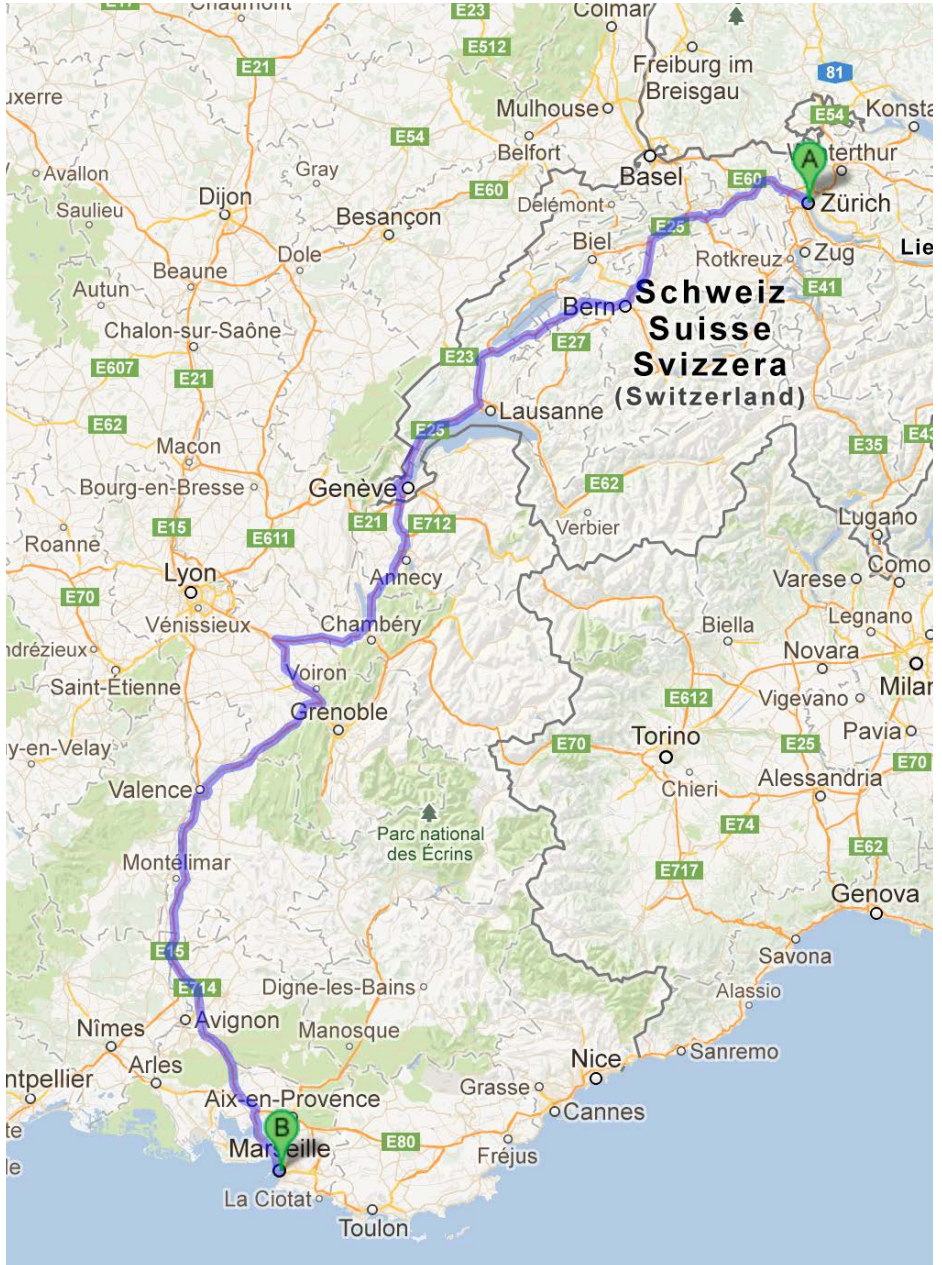 E17
Chaumont
E23
Colmar
E512
E21
Freiburg im
Breisgau
81
uxerre
Mulhouse
E54
Konsta
E54
Belfort
Avallon
Gray
Basel
A
terthur
E60
E60
Dijon
Saulieu
Besançon
Delémont
Zürich
E25
Biel
Rotkreuz
Zug
Lie
Beaune
Dole
E41
Autun
Bern
Schweiz
Suisse
Svizzera
(Switzerland)
Chalon-sur-Saône
E27
E23
E607
E21
Lausanne
E62
E25
E35
E43
Macon
Bourg-en-Bresse
Genève
E62
E21
E712
Verbier
Lugano
E15
E611
Roanne
Annecy
Como
Lyon
Varese
E70
Vénissieux
Legnano
Chambéry
Biella
ndrézieux
Novara
Saint-Étienne
Voiron
Milan
E612
Vigevano
Grenoble
Pavia
y-en-Velay
E70
Torino
E25
E70
Valence
Chieri
Alessandria
E74
Parc national
des Écrins
E62
Montélimar
E717
Genova
E15
Savona
E714
Digne-les-Bains
Alassio
Avignon
Nîmes
Manosque
Sanremo
Nice
Arles
ntpellier
Grasse
Aix-en-Provence
Cannes
B
te
E80
Marseille
Fréjus
le
La Ciotat
Toulon